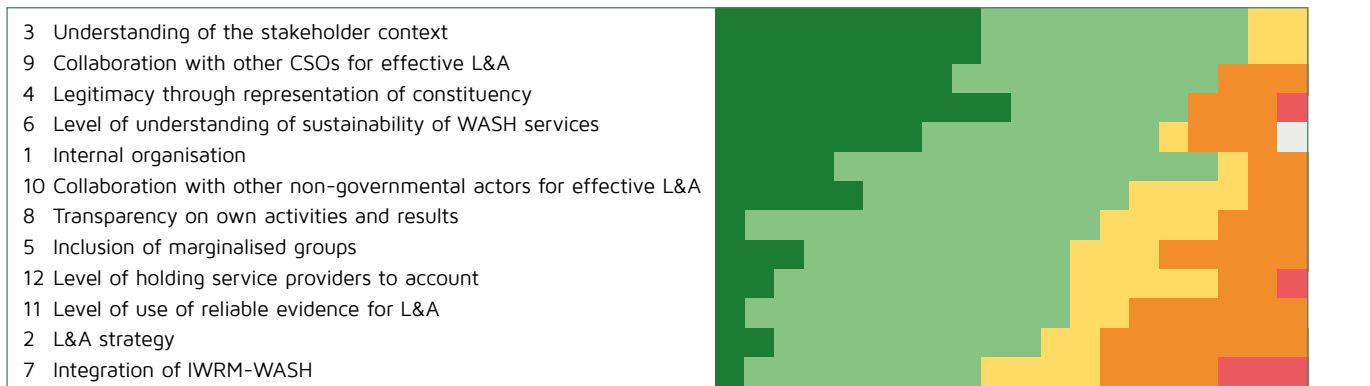 3 Understanding of the stakeholder context
9 Collaboration with other CSOs for effective L&A
4 Legitimacy through representation of constituency
6 Level of understanding of sustainability of WASH services
1 Internal organisation
10 Collaboration with other non-governmental actors for effective L&A
8 Transparency on own activities and results
5 Inclusion of marginalised groups
12 Level of holding service providers to account
11 Level of use of reliable evidence for L&A
2 L&A strategy
7 Integration of IWRM-WASH